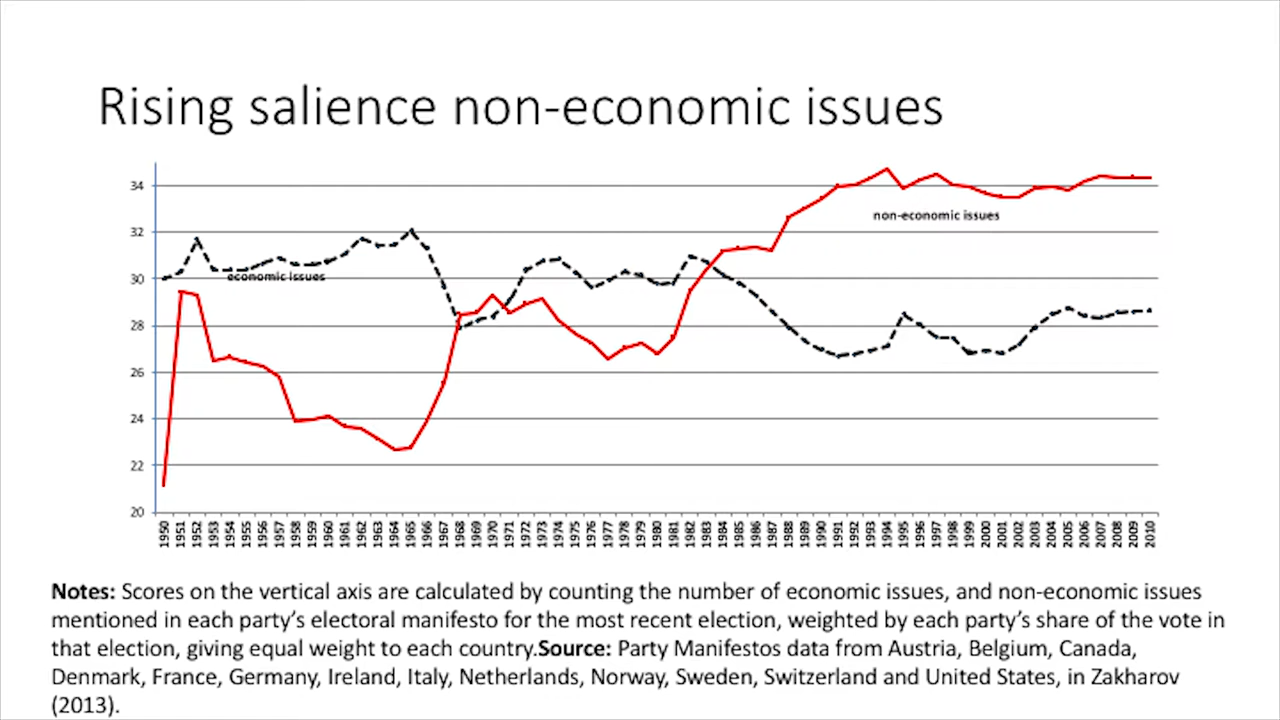 Rising salience non-economic issues
34
32
30
28
26
24
22
20
non-economic issues
economic issues
1950 1951 1952 1953 1954 1955 1956 1957 1958 1959 1960 1961 1962 1963 1964 1965 1966 1967 1968 1969 1970 1971 1972 1973 1974 1975 1976 1977 1978 1979 1980 1981 1982 1983 1984 1985 1986 1987 1988 1989 1990 1991 1992 1993 1994 1995 1996 1997 1998 1999 2000 2001 2002 2003 2004 2005 2006 2007 2008 2009 2010
Notes: Scores on the vertical axis are calculated by counting the number of economic issues, and non-economic issues
mentioned in each party’s electoral manifesto for the most recent election, weighted by each party’s share of the vote in
that election, giving equal weight to each country.Source: Party Manifestos data from Austria, Belgium, Canada,
Denmark, France, Germany, Ireland, Italy, Netherlands, Norway, Sweden, Switzerland and United States, in Zakharov
(2013).